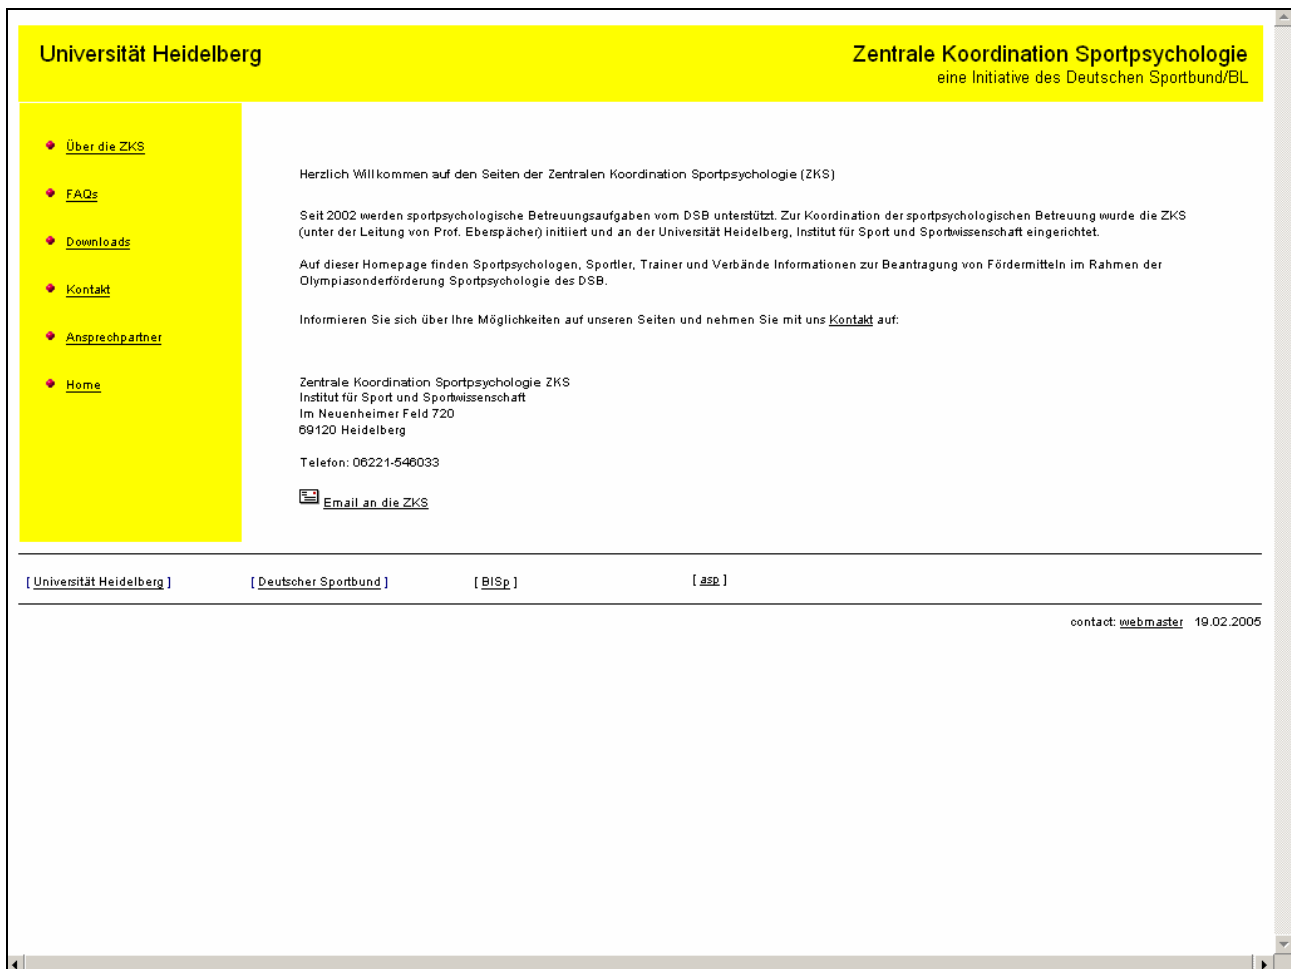 Universität Heidelberg
Zentrale Koordination Sportpsychologie
eine Initiative des Deutschen Sportbund/BL
Über die ZKS
FAQs
Downloads
Kontakt
Ansprechpartner
Home
Herzlich Willkommen auf den Seiten der Zentralen Koordination Sportpsychologie (ZKS)
Seit 2002 werden sportpsychologische Betreuungsaufgaben vom DSB unterstützt. Zur Koordination der sportpsychologischen Betreuung wurde die ZKS
(unter der Leitung von Prof. Eberspächer) initiiert und an der Universität Heidelberg, Institut für Sport und Sportwissenschaft eingerichtet.
Auf dieser Homepage finden Sportpsychologen, Sportler, Trainer und Verbände Informationen zur Beantragung von Fördermitteln im Rahmen der
Olympiasonderförderung Sportpsychologie des DSB.
Informieren Sie sich über Ihre Möglichkeiten auf unseren Seiten und nehmen Sie mit uns Kontakt auf:
Zentrale Koordination Sportpsychologie ZKS
Institut für Sport und Sportwissenschaft
Im Neuenheimer Feld 720
69120 Heidelberg
Telefon: 06221-546033
Email an die ZKS
[ Universität Heidelberg ] [ Deutscher Sportbund ] [ BISp ] [ asp ]
contact: webmaster 19.02.2005